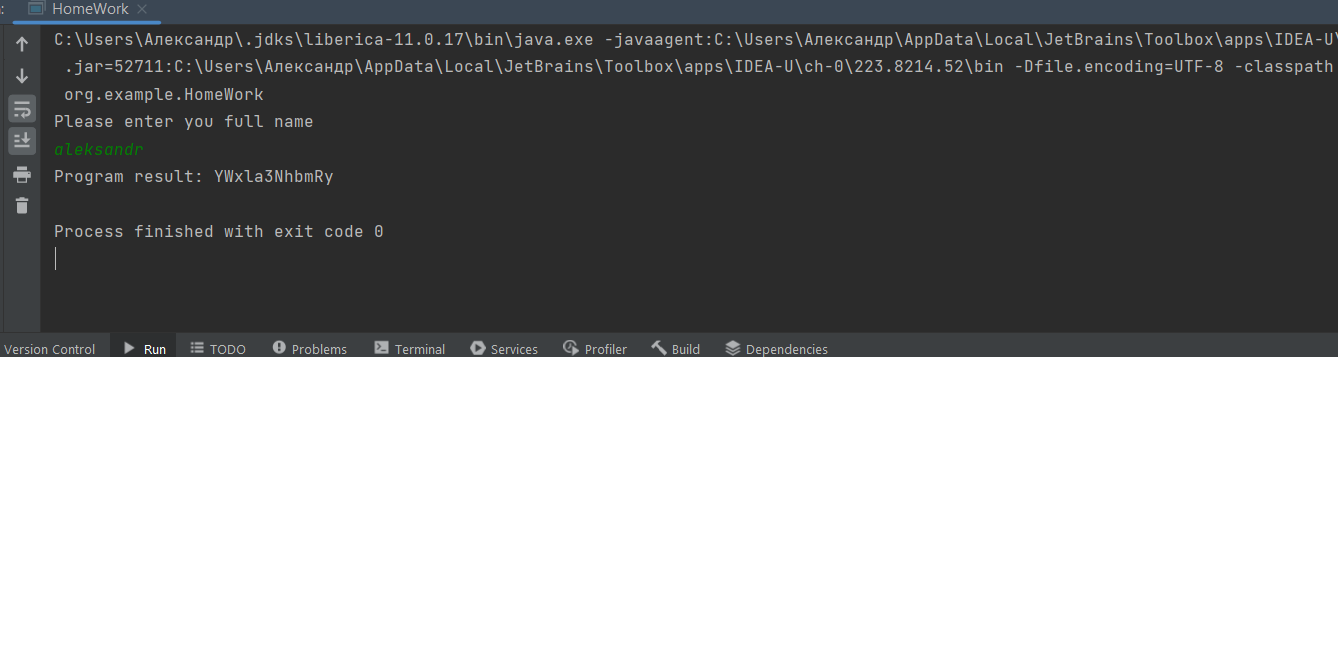 :
HomeWork
C:\Users\Александр\.jdks\liberica-11.0.17\bin\java.exe -javaagent:C:\Users\Александр\AppData\Local\JetBrains\Toolbox\apps\IDEA-U\
.jar=52711:C:\Users\Александр\AppData\Local\JetBrains\Toolbox\apps\IDEA-U\ch-0\223.8214.52\bin -Dfile.encoding=UTF-8 -classpath
org.example.HomeWork
Please enter you full name
aleksandr
Program result: YWxla3NhbmRy
Process finished with exit code 0
Version Control Run TODO Problems Terminal Services Profiler Build Dependencies